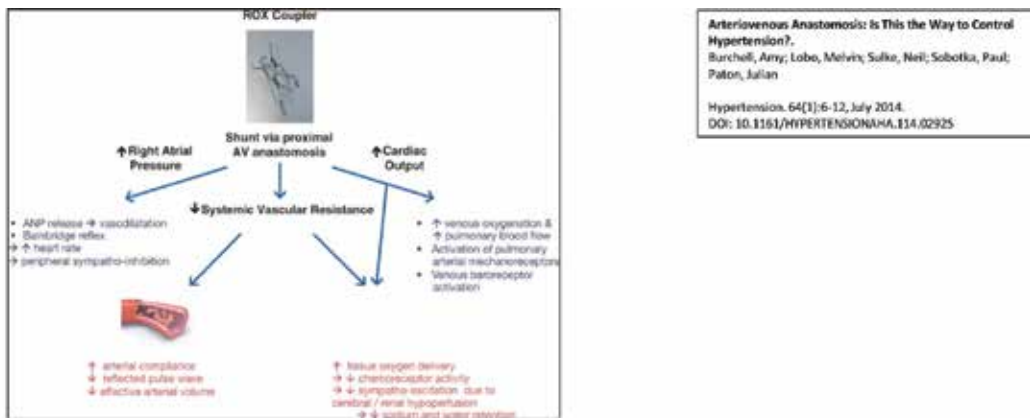 ROX Coupler
Shunt via proximal
AV anastomosis
↑Right Atrial
Pressure
↑Cardiac
Output
↓Systemic Vascular Resistance
• ANP release → vasodilatation
• Bainbridge reflex
→ ↑ heart rate
→ peripheral sympatho-inhibition
• ↑ venous oxygenation &
↑ pulmonary blood flow
• Activation of pulmonary
arterial mechanoreceptors
• Venous baroreceptor
activation
↑ arterial compliance
↓ reflected pulse wave
↓ effective arterial volume
↑ tissue oxygen delivery
→ ↓ chemoreceptor activity
→ ↓ sympatho-excitation due to
cerebral / renal hypoperfusion
→ ↓ sodium and water retention
Arteriovenous Anastomosis: Is This the Way to Control
Hypertension?.
Burchell, Amy; Lobo, Melvin; Sulke, Neil; Sobotka, Paul;
Paton, Julian
Hypertension. 64(1):6-12, July 2014.
DOI: 10.1161/HYPERTENSIONAHA.114.02925